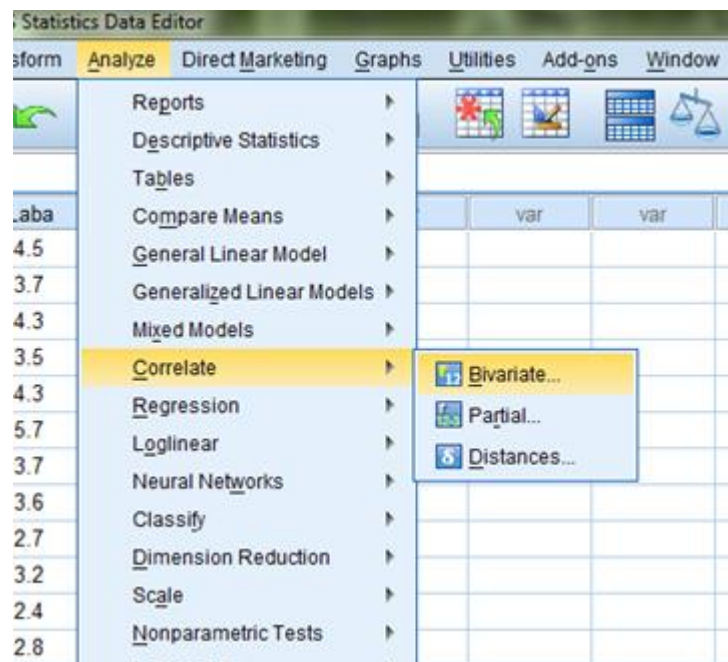 Statistics Data Editor
sform Analyze Direct Marketing Graphs Utilities Add-ons Window
Reports
Descriptive Statistics
Tables
Laba Compare Means var var
4.5 General Linear Model
3.7 Generalized Linear Models
4.3 Mixed Models
3.5 Correlate Bivariate...
4.3 Regression Partial...
5.7 Loglinear Distances...
3.7 Neural Networks
3.6 Classify
2.7 Dimension Reduction
3.2 Scale
2.4 Nonparametric Tests
2.8